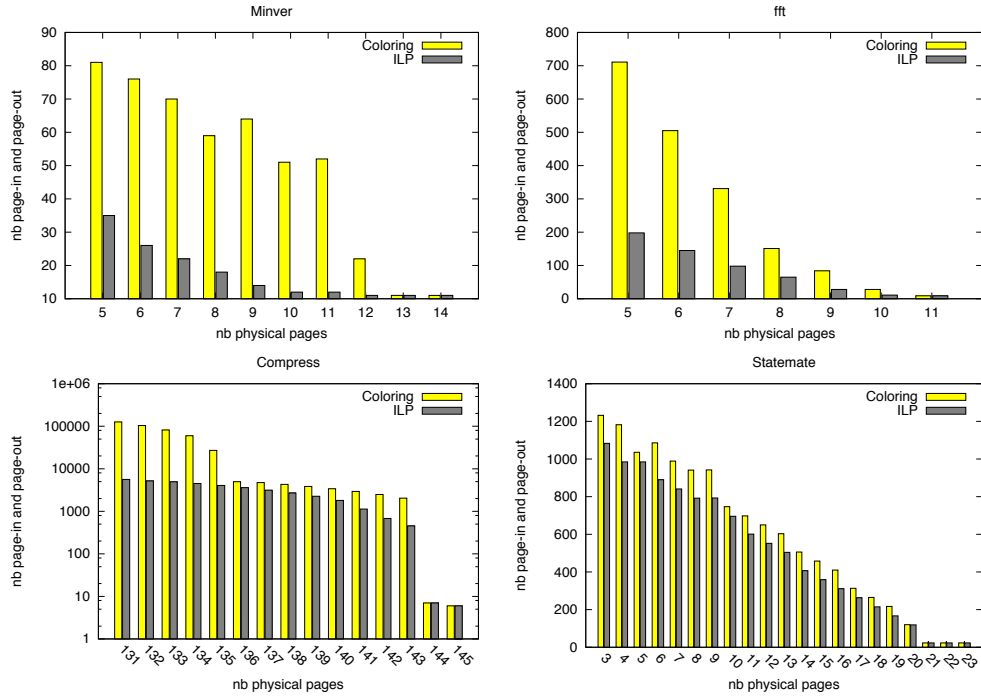 Minver
90
80
70
60
50
40
30
20
10
nb page-in and page-out
Coloring
ILP
5 6 7 8 9 10 11 12 13 14
nb physical pages
fft
800
700
600
500
400
300
200
100
0
nb page-in and page-out
Coloring
ILP
5 6 7 8 9 10 11
nb physical pages
Compress
1e+06
100000
10000
1000
100
10
1
nb page-in and page-out
Coloring
ILP
131 132 133 134 135 136 137 138 139 140 141 142 143 144 145
nb physical pages
Statemate
1400
1200
1000
800
600
400
200
0
nb page-in and page-out
Coloring
ILP
3 4 5 6 7 8 9 10 11 12 13 14 15 16 17 18 19 20 21 22 23
nb physical pages